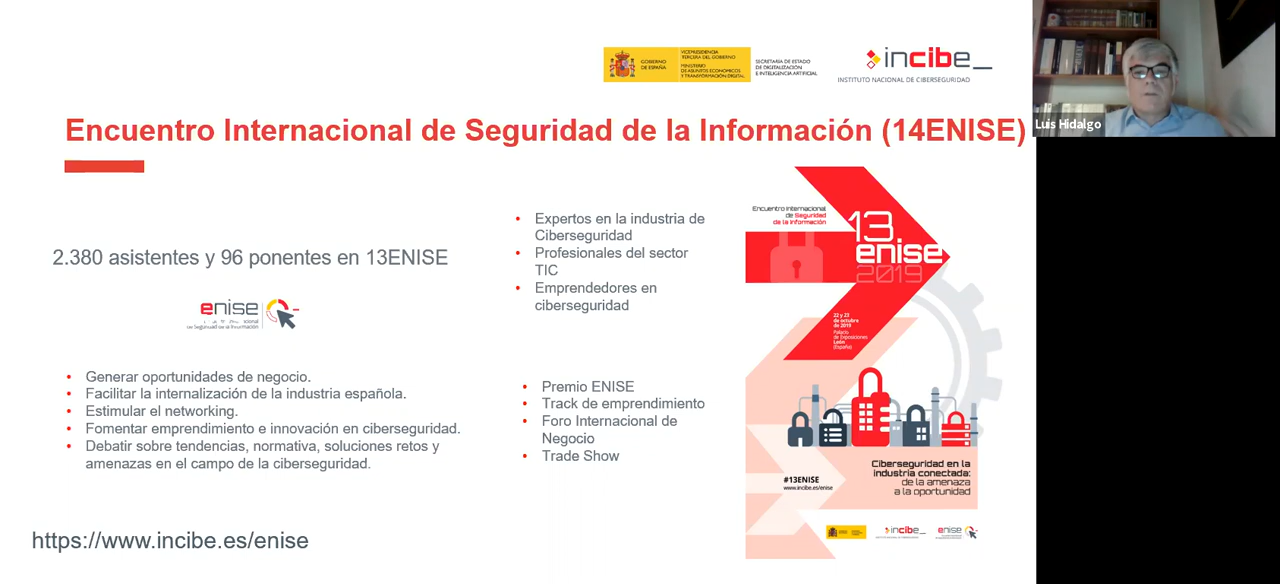 GOBIERNO
DE ESPAÑA
VICEPRESIDENCIA
TERCERA DEL GOBIERNO
MINISTERIO
DE ASUNTOS ECONÓMICOS
Y TRANSFORMACIÓN DIGITAL
SECRETARÍA DE ESTADO
DE DIGITALIZACIÓN
E INTELIGENCIA ARTIFICIAL
incibe_
INSTITUTO NACIONAL DE CIBERSEGURIDAD
Luis Hidalgo
Encuentro Internacional de Seguridad de la Información (14ENISE)
2.380 asistentes y 96 ponentes en 13ENISE
enise
de Seguridad de la Información
• Generar oportunidades de negocio.
• Facilitar la internalización de la industria española.
• Estimular el networking.
• Fomentar emprendimiento e innovación en ciberseguridad.
• Debatir sobre tendencias, normativa, soluciones retos y
amenazas en el campo de la ciberseguridad.
• Expertos en la industria de
Ciberseguridad
• Profesionales del sector
TIC
• Emprendedores en
ciberseguridad
• Premio ENISE
• Track de emprendimiento
• Foro Internacional de
Negocio
• Trade Show
Encuentro Internacional
de Seguridad
de la Información
13
enise
2019
22 y 23
de octubre
de 2019
Palacio
de Exposiciones
León
(España)
Ciberseguridad en la
industria conectada:
de la amenaza
a la oportunidad
#13ENISE
www.incibe.es/enise
incibe_
enise
https://www.incibe.es/enise